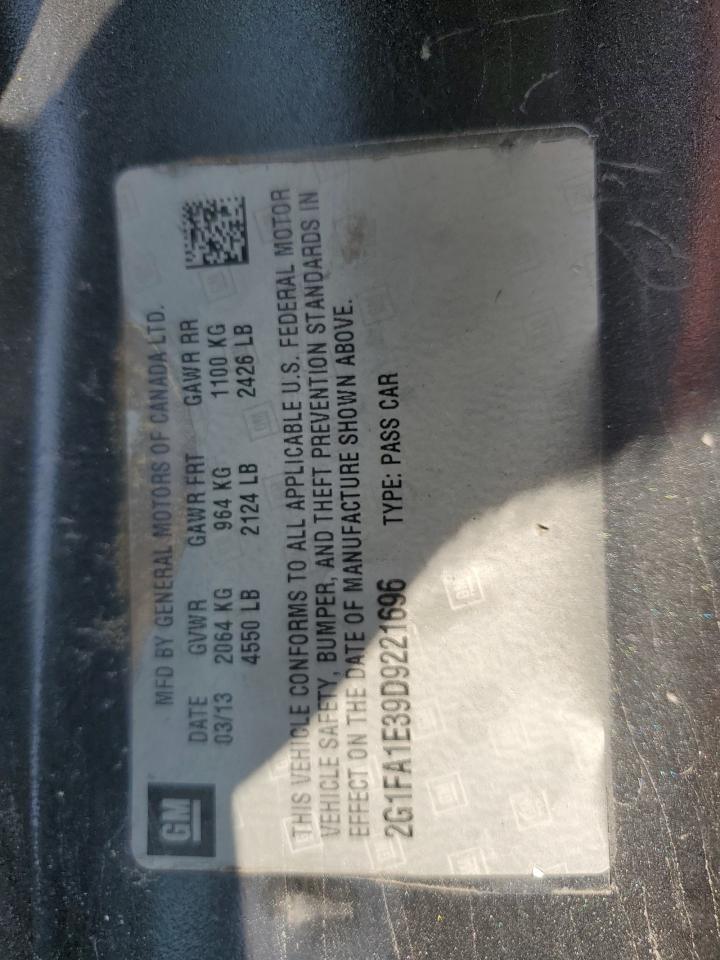 GM
MFD BY GENERAL MOTORS OF CANADA LTD.
DATE GVWR GAWR FRT GAWR RR
03/13 2064 KG 964 KG 1100 KG
4550 LB 2124 LB 2426 LB
THIS VEHICLE CONFORMS TO ALL APPLICABLE U.S. FEDERAL MOTOR
VEHICLE SAFETY, BUMPER, AND THEFT PREVENTION STANDARDS IN
EFFECT ON THE DATE OF MANUFACTURE SHOWN ABOVE.
2G1FA1E39D9221696 TYPE: PASS CAR